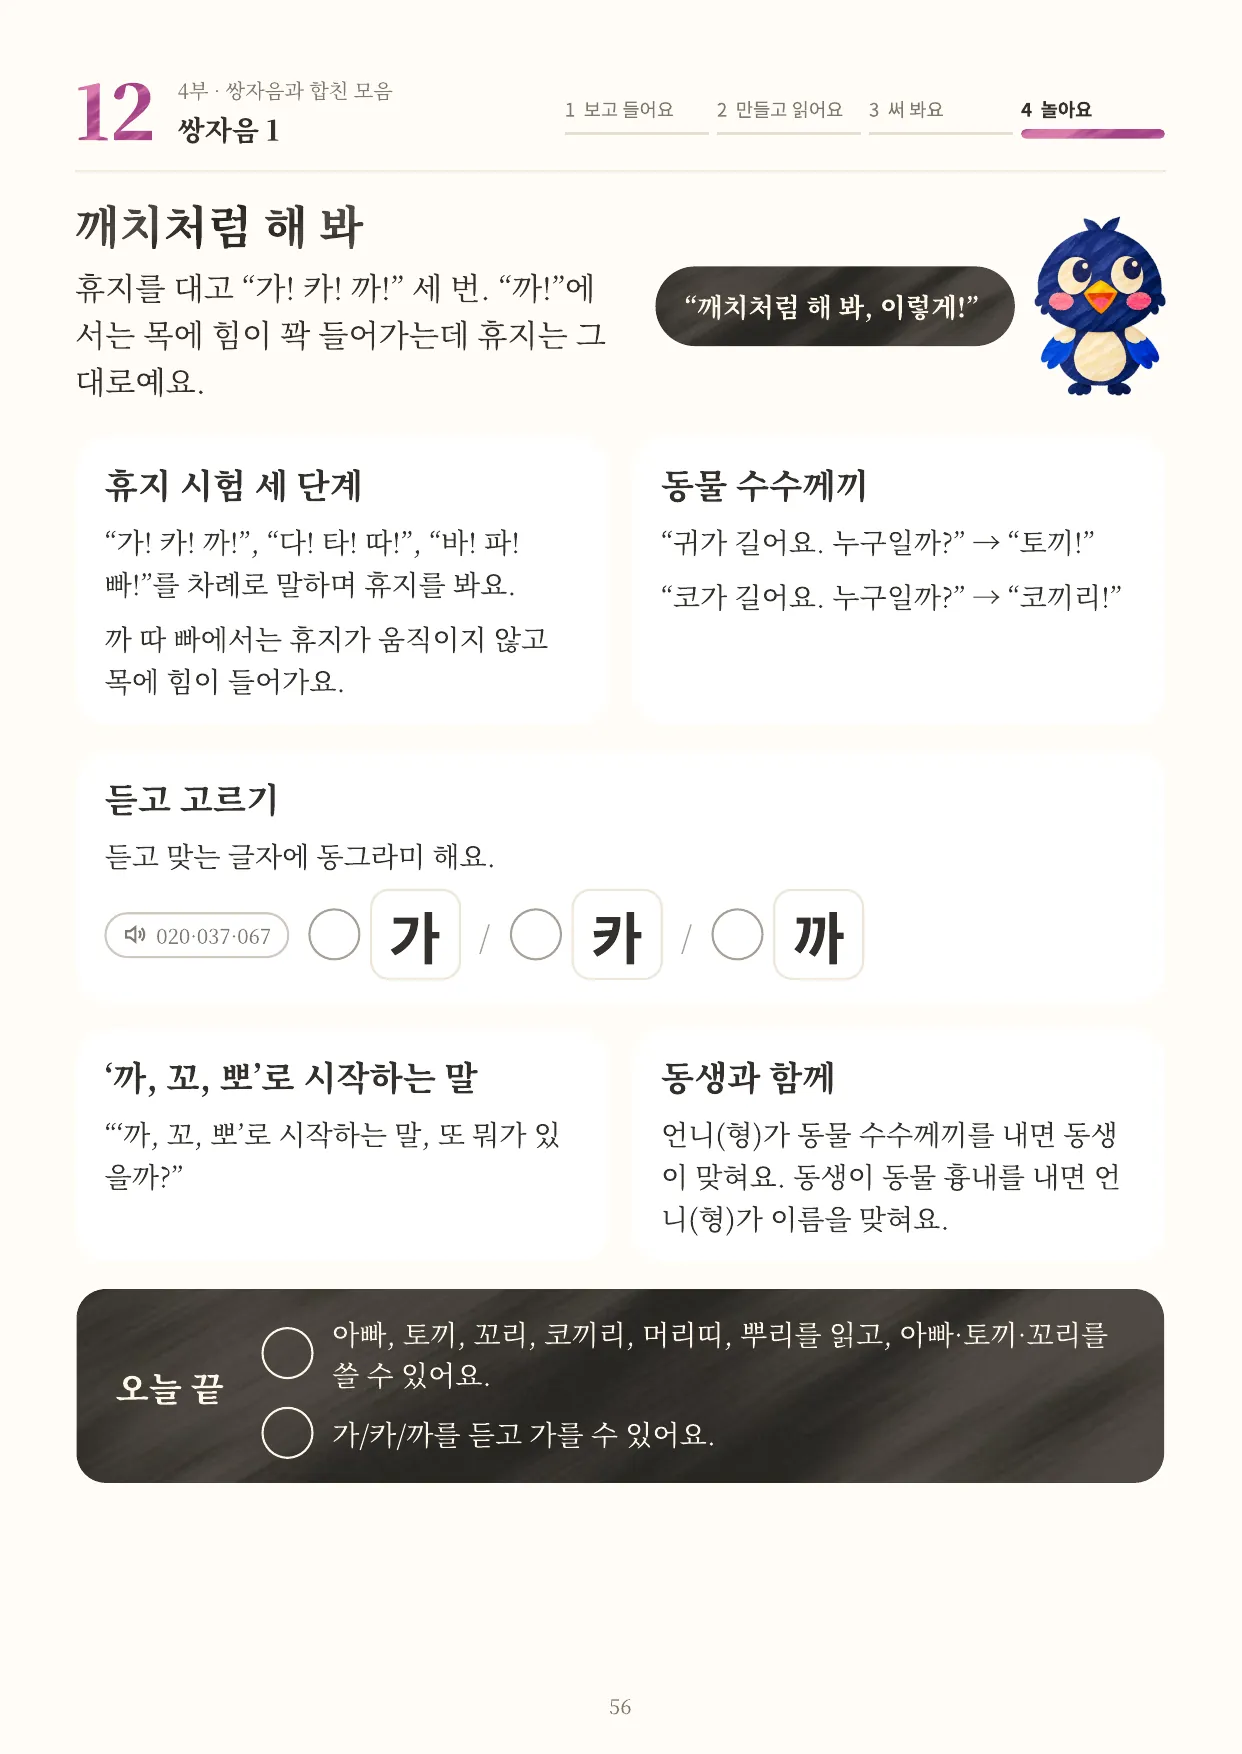 12
4부 · 쌍자음과 합친 모음
쌍자음 1
1 보고 들어요
2 만들고 읽어요
3 써 봐요
4 놀아요
깨치처럼 해 봐
휴지를 대고 “가! 카! 까!” 세 번. “까!”에
서는 목에 힘이 꽉 들어가는데 휴지는 그
대로예요.
“깨치처럼 해 봐, 이렇게!”
휴지 시험 세 단계
“가! 카! 까!”, “다! 타! 따!”, “바! 파!
빠!”를 차례로 말하며 휴지를 봐요.
까 따 빠에서는 휴지가 움직이지 않고
목에 힘이 들어가요.
동물 수수께끼
“귀가 길어요. 누구일까?” → “토끼!”
“코가 길어요. 누구일까?” → “코끼리!”
듣고 고르기
듣고 맞는 글자에 동그라미 해요.
020·037·067 가 / 카 / 까
‘까, 꼬, 뽀’로 시작하는 말
“‘까, 꼬, 뽀’로 시작하는 말, 또 뭐가 있
을까?”
동생과 함께
언니(형)가 동물 수수께끼를 내면 동생
이 맞혀요. 동생이 동물 흉내를 내면 언
니(형)가 이름을 맞혀요.
오늘 끝
아빠, 토끼, 꼬리, 코끼리, 머리띠, 뿌리를 읽고, 아빠·토끼·꼬리를
쓸 수 있어요.
가/카/까를 듣고 가를 수 있어요.
56